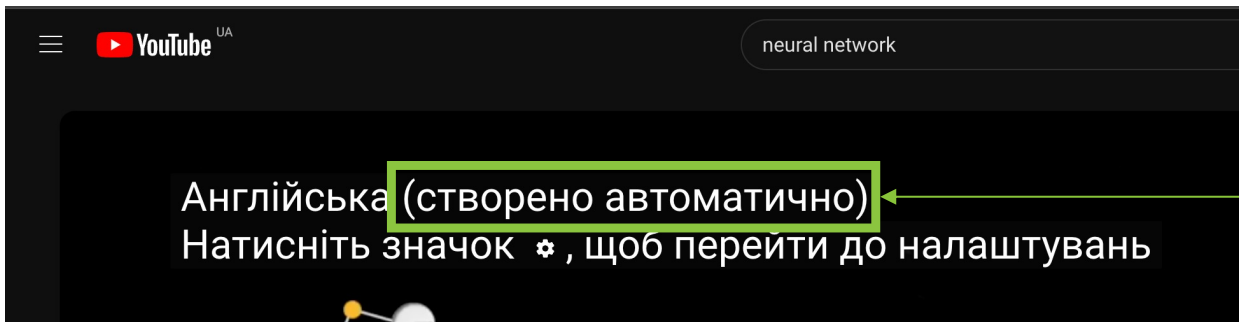 YouTube UA
neural network
Англійська (створено автоматично)
Натисніть значок , щоб перейти до налаштувань